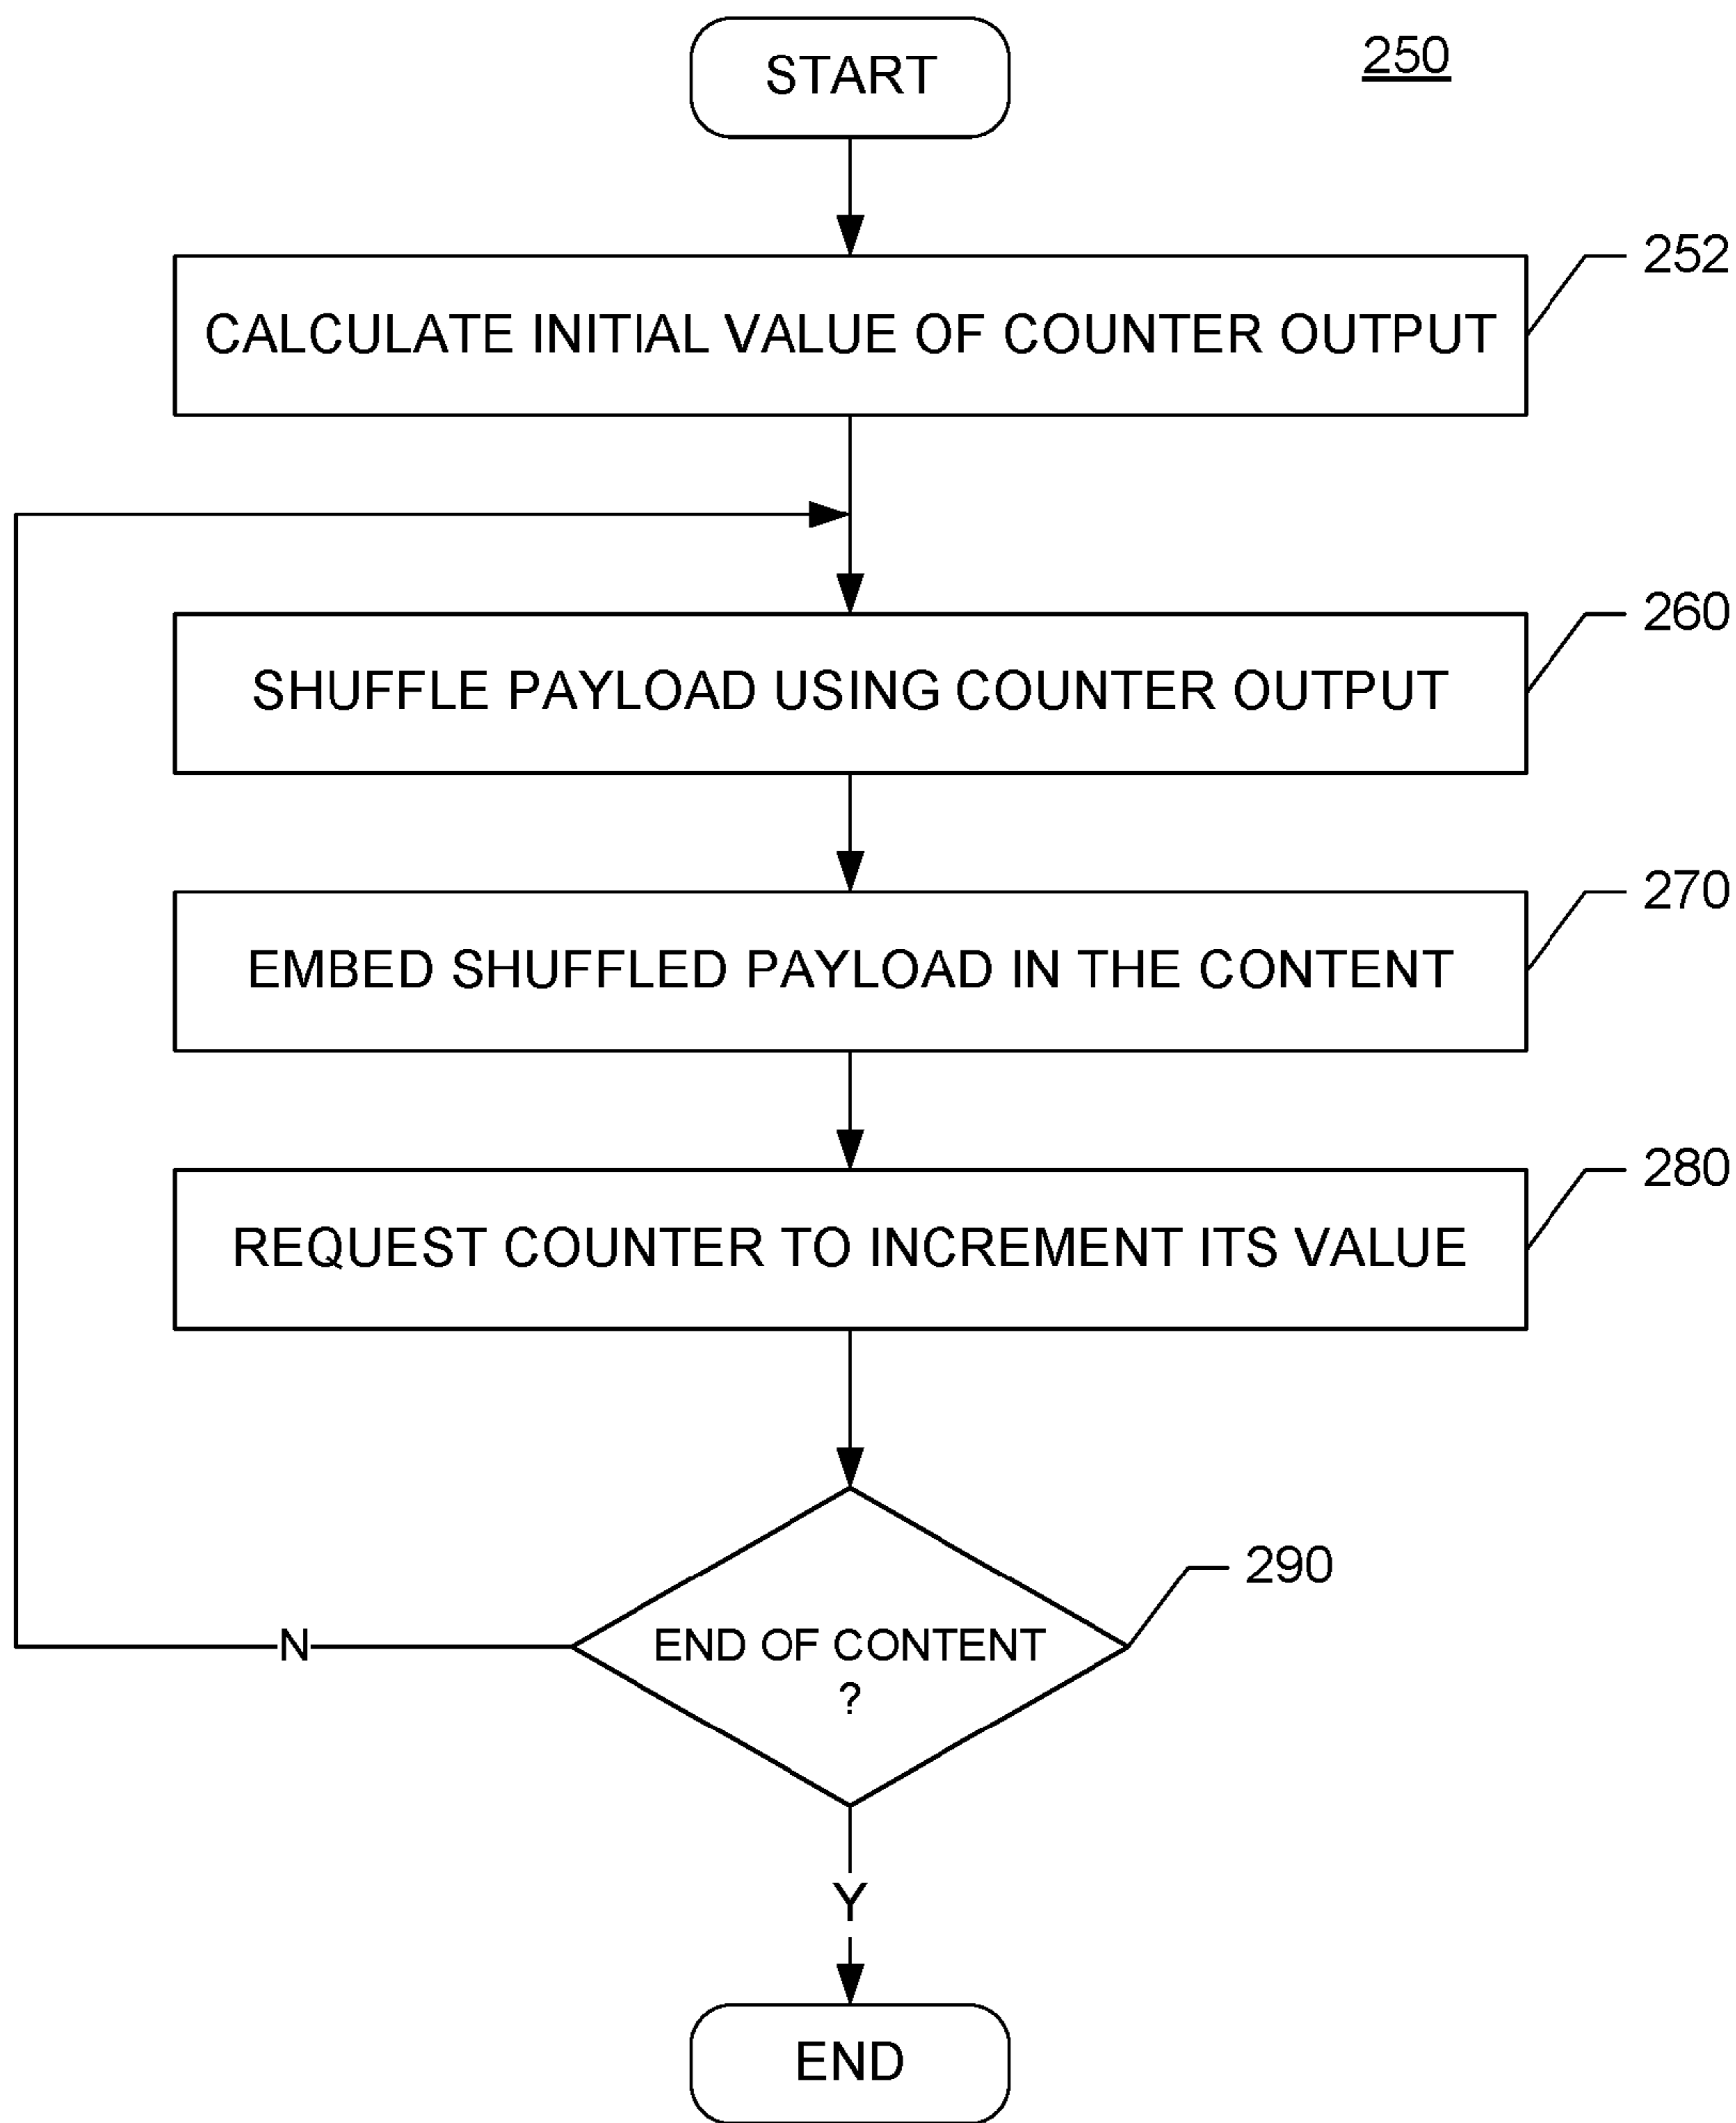 START
250
CALCULATE INITIAL VALUE OF COUNTER OUTPUT
252
SHUFFLE PAYLOAD USING COUNTER OUTPUT
260
EMBED SHUFFLED PAYLOAD IN THE CONTENT
270
REQUEST COUNTER TO INCREMENT ITS VALUE
280
END OF CONTENT
?
290
N
Y
END